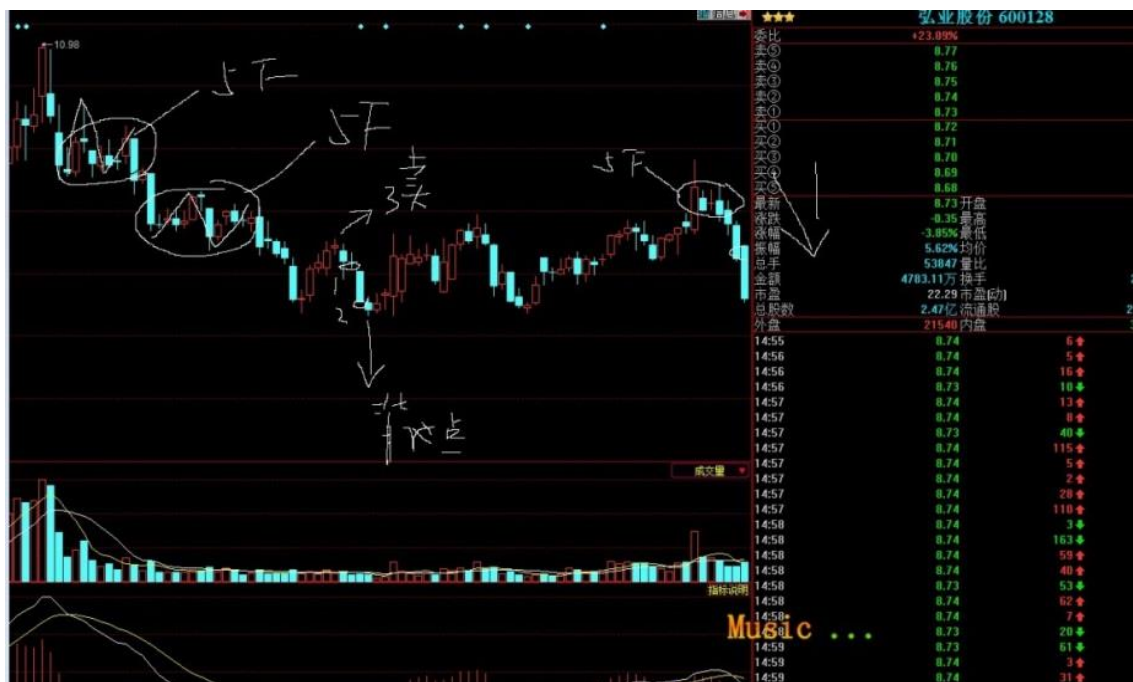 弘业股份 600128
10.98
5F
5F
5F
3卖
1
2
转折点
成交量
指标说明
委比 +23.09%
卖⑤ 8.77
卖④ 8.76
卖③ 8.75
卖② 8.74
卖① 8.73
买① 8.72
买② 8.71
买③ 8.70
买④ 8.69
买⑤ 8.68
最新 8.73 开盘
涨跌 -0.35 最高
涨幅 -3.85% 最低
振幅 5.62% 均价
总手 53847 量比
金额 4783.11万 换手
市盈 22.29 市盈(动)
总股数 2.47亿 流通股
外盘 21540 内盘
14:55 8.74 6
14:56 8.74 5
14:56 8.74 16
14:56 8.73 10
14:57 8.74 13
14:57 8.74 8
14:57 8.73 40
14:57 8.74 115
14:57 8.74 5
14:57 8.74 2
14:57 8.74 28
14:57 8.74 110
14:58 8.74 3
14:58 8.74 163
14:58 8.74 59
14:58 8.74 40
14:58 8.73 53
14:58 8.74 62
8.74 7
8.73 20
14:59 8.73 61
14:59 8.74 3
14:59 8.74 31
Music ...